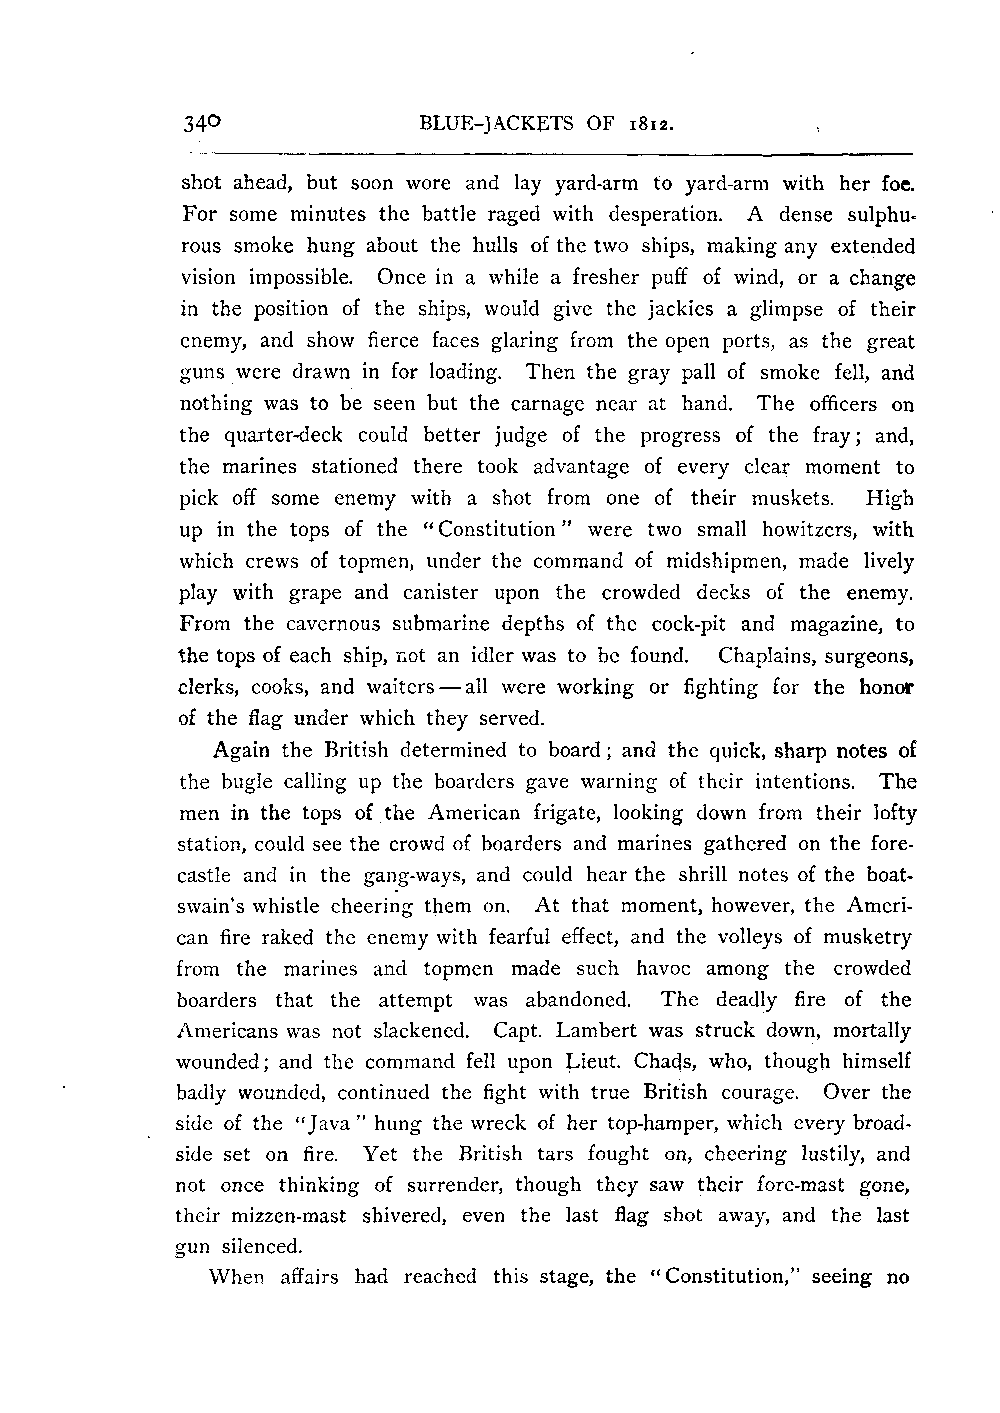 340 BLUE-JACKETS OF 1812.
shot ahead, but soon wore and lay yard-arm to yard-arm with her foe.
For some minutes the battle raged with desperation. A dense sulphu-
rous smoke hung about the hulls of the two ships, making any extended
vision impossible. Once in a while a fresher puff of wind, or a change
in the position of the ships, would give the jackies a glimpse of their
enemy, and show fierce faces glaring from the open ports, as the great
guns were drawn in for loading. Then the gray pall of smoke fell, and
nothing was to be seen but the carnage near at hand. The officers on
the quarter-deck could better judge of the progress of the fray; and,
the marines stationed there took advantage of every clear moment to
pick off some enemy with a shot from one of their muskets. High
up in the tops of the "Constitution" were two small howitzers, with
which crews of topmen, under the command of midshipmen, made lively
play with grape and canister upon the crowded decks of the enemy.
From the cavernous submarine depths of the cock-pit and magazine, to
the tops of each ship, not an idler was to be found. Chaplains, surgeons,
clerks, cooks, and waiters—all were working or fighting for the honor
of the flag under which they served.
Again the British determined to board; and the quick, sharp notes of
the bugle calling up the boarders gave warning of their intentions. The
men in the tops of the American frigate, looking down from their lofty
station, could see the crowd of boarders and marines gathered on the fore-
castle and in the gang-ways, and could hear the shrill notes of the boat-
swain's whistle cheering them on. At that moment, however, the Ameri-
can fire raked the enemy with fearful effect, and the volleys of musketry
from the marines and topmen made such havoc among the crowded
boarders that the attempt was abandoned. The deadly fire of the
Americans was not slackened. Capt. Lambert was struck down, mortally
wounded; and the command fell upon Lieut. Chads, who, though himself
badly wounded, continued the fight with true British courage. Over the
side of the "Java" hung the wreck of her top-hamper, which every broad-
side set on fire. Yet the British tars fought on, cheering lustily, and
not once thinking of surrender, though they saw their fore-mast gone,
their mizzen-mast shivered, even the last flag shot away, and the last
gun silenced.
When affairs had reached this stage, the "Constitution," seeing no